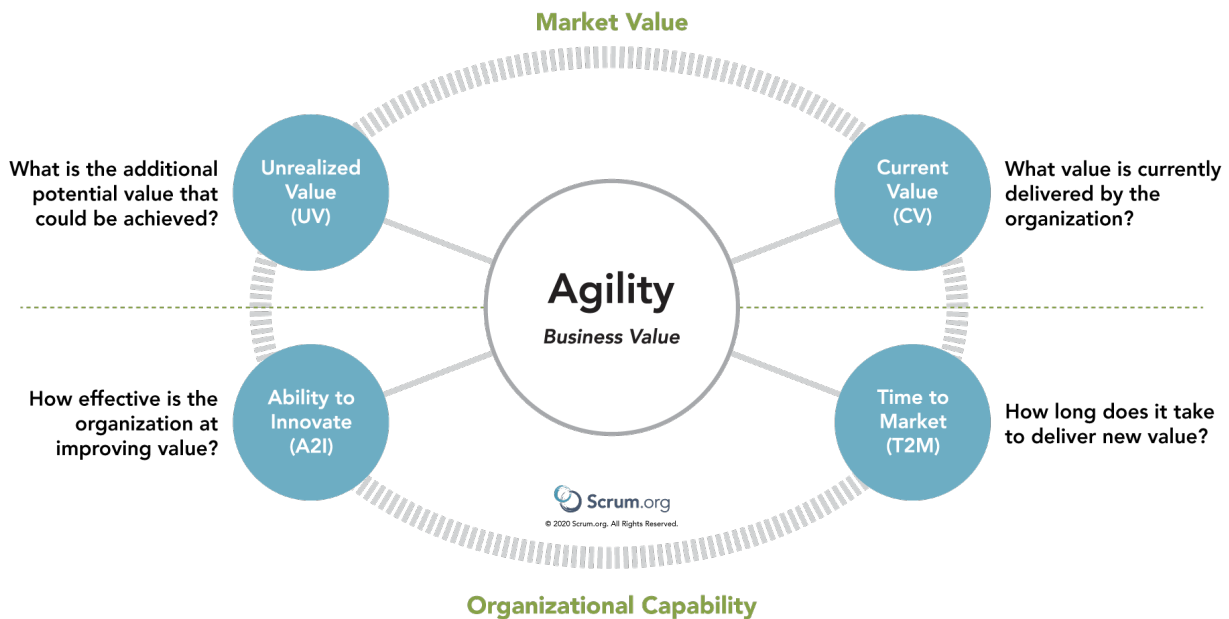 Market Value
What is the additional
potential value that
could be achieved?
Unrealized
Value
(UV)
Current
Value
(CV)
What value is currently
delivered by the
organization?
Agility
Business Value
How effective is the
organization at
improving value?
Ability to
Innovate
(A2I)
Time to
Market
(T2M)
How long does it take
to deliver new value?
Scrum.org
© 2020 Scrum.org. All Rights Reserved.
Organizational Capability